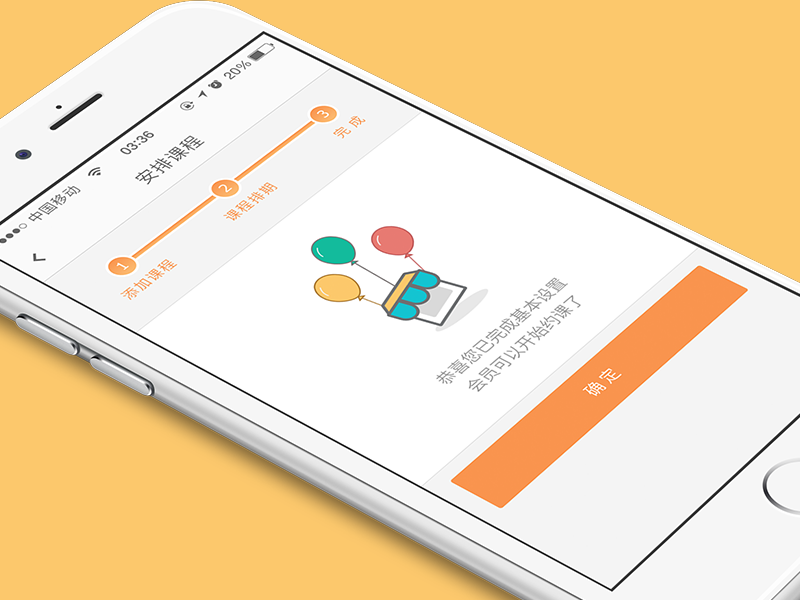 中国移动
03:36
20%
安排课程
1
2
3
添加课程
课程排期
完成
恭喜您已完成基本设置
会员可以开始约课了
确定